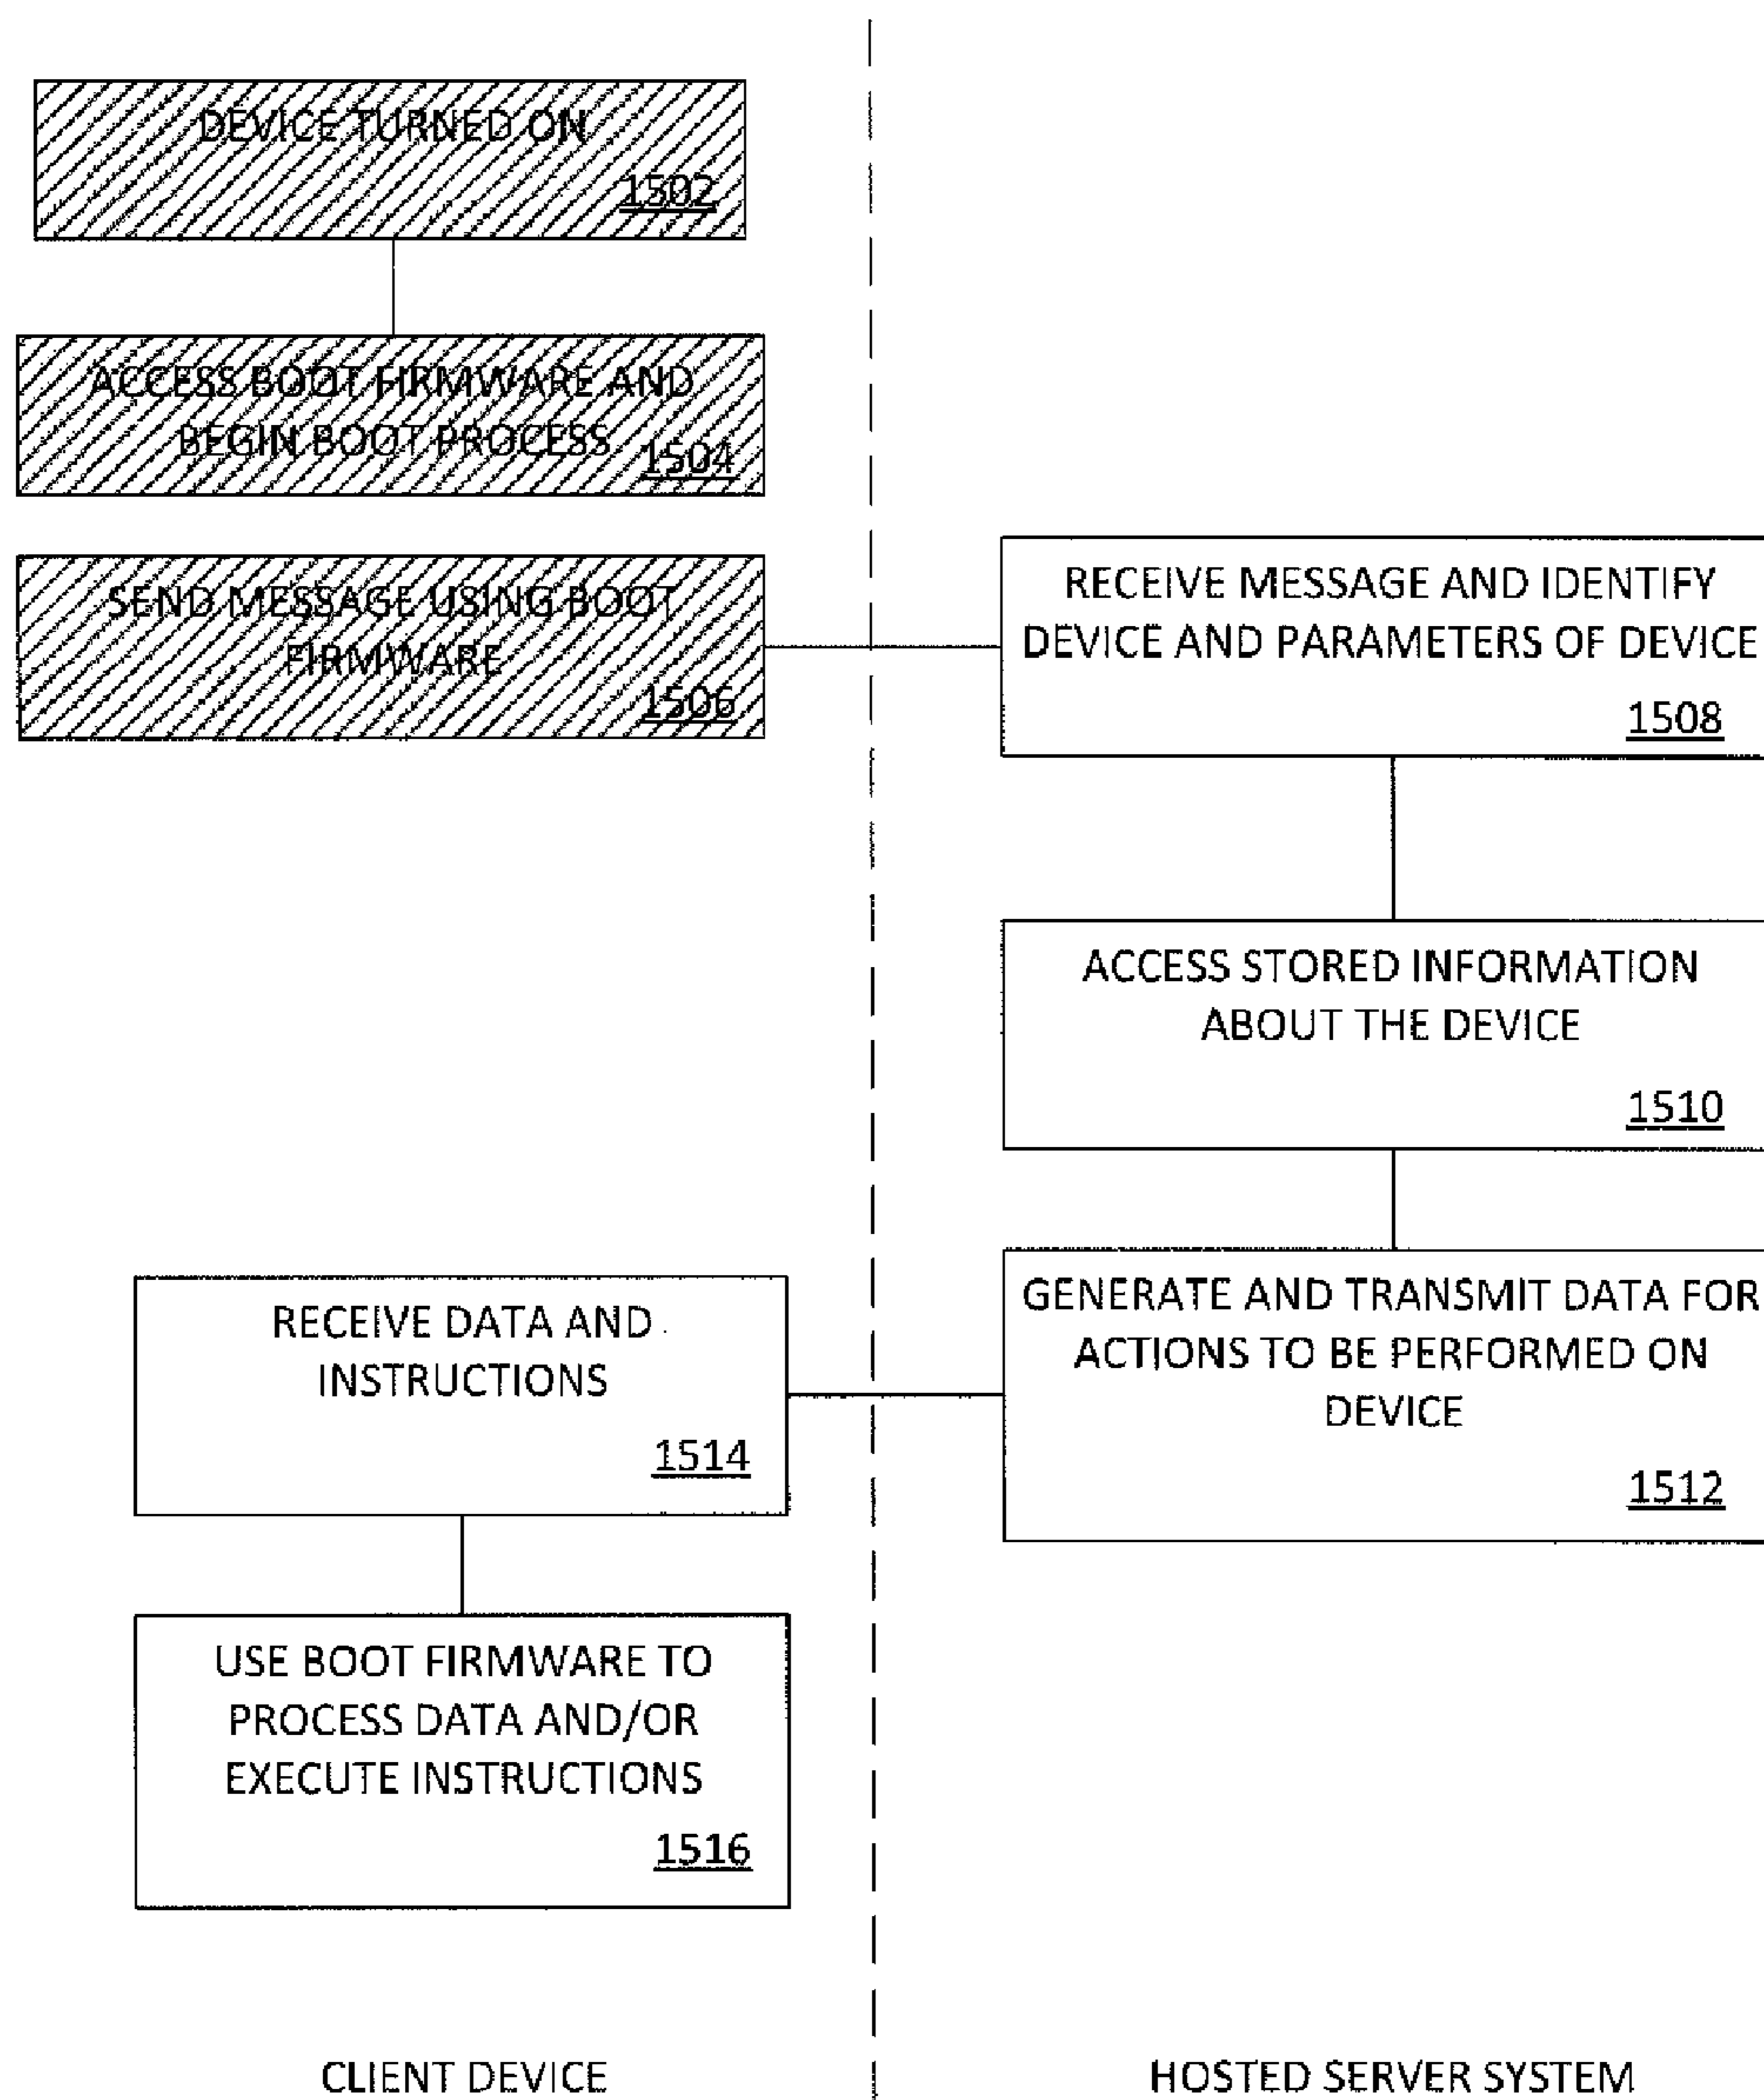 DEVICE TURNED ON
1502
ACCESS BOOT FIRMWARE AND
BEGIN BOOT PROCESS
1504
SEND MESSAGE USING BOOT
FIRMWARE
1506
RECEIVE MESSAGE AND IDENTIFY
DEVICE AND PARAMETERS OF DEVICE
1508
ACCESS STORED INFORMATION
ABOUT THE DEVICE
1510
GENERATE AND TRANSMIT DATA FOR
ACTIONS TO BE PERFORMED ON
DEVICE
1512
RECEIVE DATA AND
INSTRUCTIONS
1514
USE BOOT FIRMWARE TO
PROCESS DATA AND/OR
EXECUTE INSTRUCTIONS
1516
CLIENT DEVICE
HOSTED SERVER SYSTEM